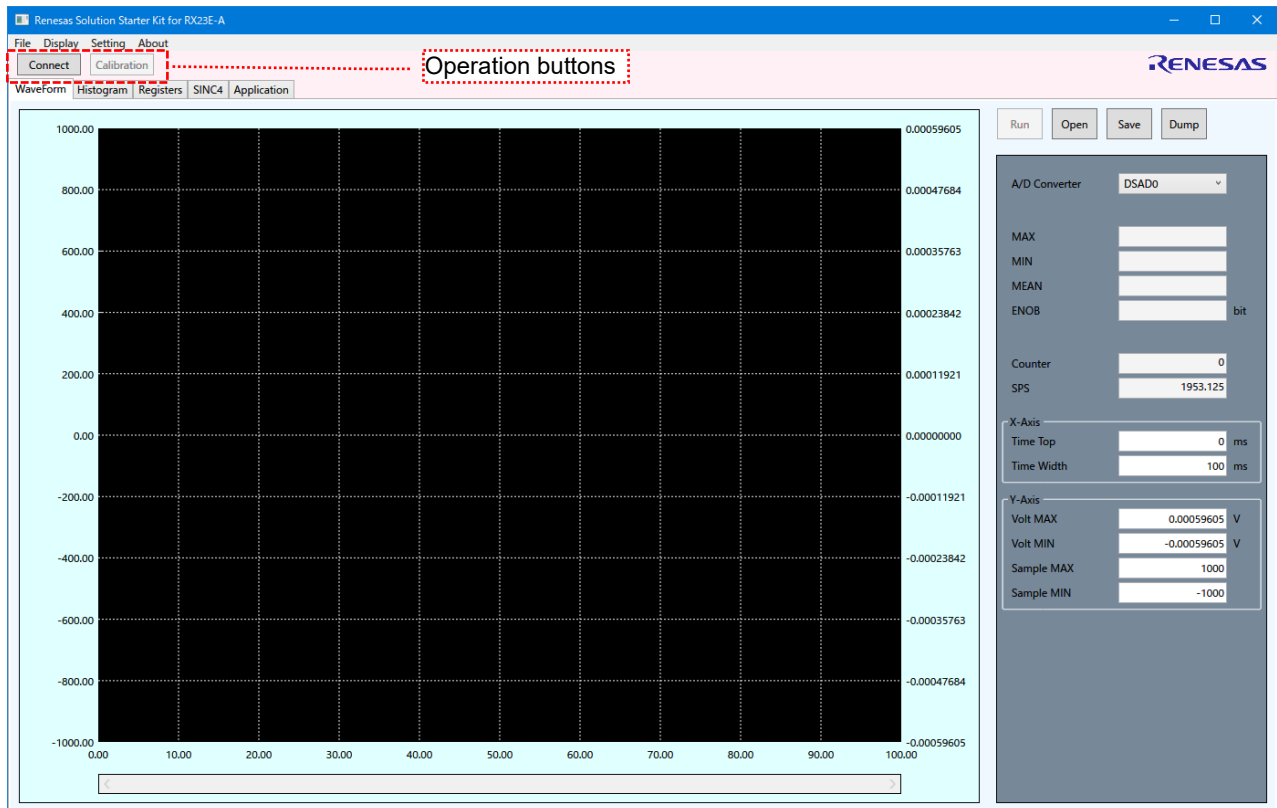 Renesas Solution Starter Kit for RX23E-A
File Display Setting About
Connect Calibration Operation buttons RENESAS
WaveForm Histogram Registers SINC4 Application
Run Open Save Dump
1000.00 0.00059605
800.00 0.00047684
600.00 0.00035763
400.00 0.00023842
200.00 0.00011921
0.00 0.00000000
-200.00 -0.00011921
-400.00 -0.00023842
-600.00 -0.00035763
-800.00 -0.00047684
-1000.00 -0.00059605
0.00 10.00 20.00 30.00 40.00 50.00 60.00 70.00 80.00 90.00 100.00
A/D Converter DSAD0
MAX
MIN
MEAN
ENOB bit
Counter 0
SPS 1953.125
X-Axis
Time Top 0 ms
Time Width 100 ms
Y-Axis
Volt MAX 0.00059605 V
Volt MIN -0.00059605 V
Sample MAX 1000
Sample MIN -1000